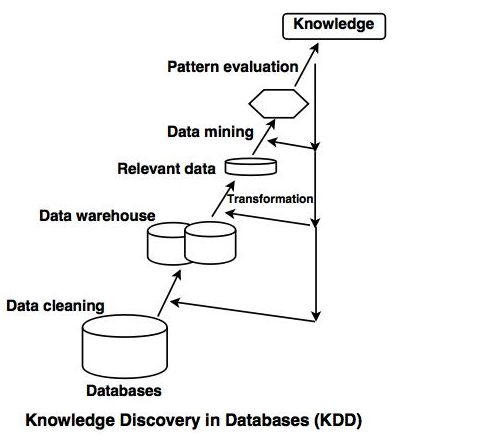 Knowledge
Pattern evaluation
Data mining
Relevant data
Transformation
Data warehouse
Data cleaning
Databases
Knowledge Discovery in Databases (KDD)